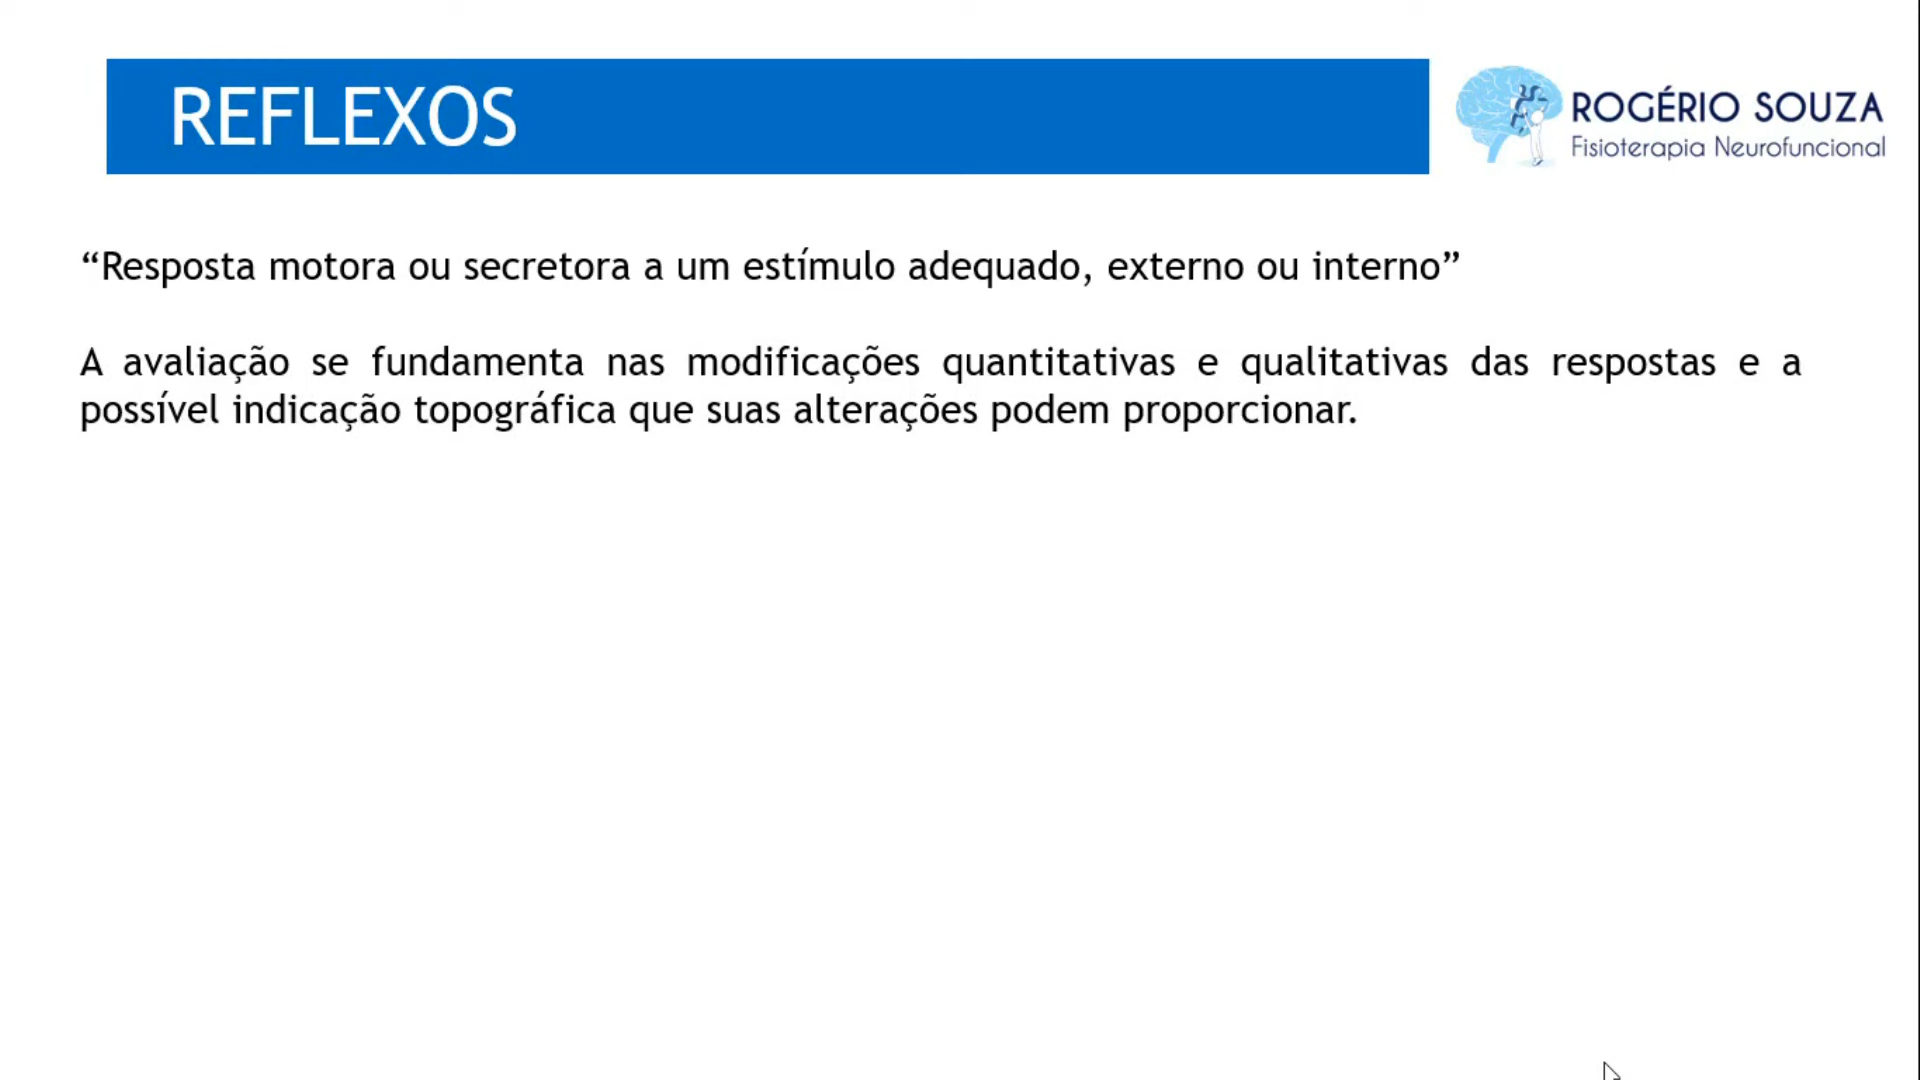 REFLEXOS
ROGÉRIO SOUZA
Fisioterapia Neurofuncional
“Resposta motora ou secretora a um estímulo adequado, externo ou interno”
A avaliação se fundamenta nas modificações quantitativas e qualitativas das respostas e a
possível indicação topográfica que suas alterações podem proporcionar.